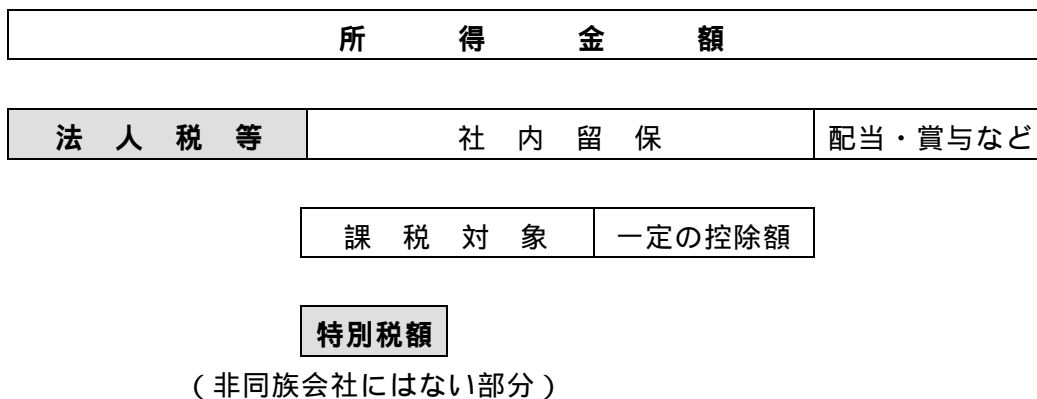 所得金額
法人税等 社内留保 配当・賞与など
課税対象 一定の控除額
特別税額
(非同族会社にはない部分)